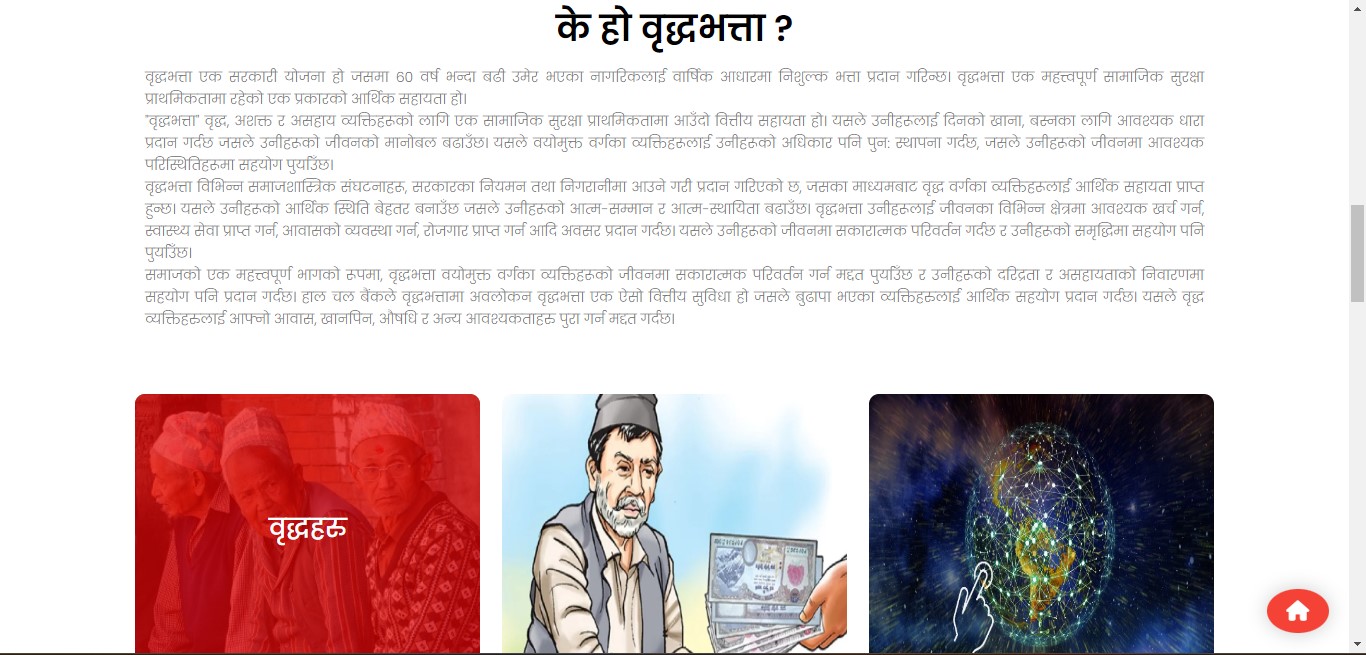 के हो वृद्धभत्ता ?
वृद्धभत्ता एक सरकारी योजना हो जसमा 60 वर्ष भन्दा बढी उमेर भएका नागरिकलाई वार्षिक आधारमा निशुल्क भत्ता प्रदान गरिन्छ। वृद्धभत्ता एक महत्त्वपूर्ण सामाजिक सुरक्षा
प्राथमिकतामा रहेको एक प्रकारको आर्थिक सहायता हो।
"वृद्धभत्ता" वृद्ध, अशक्त र असहाय व्यक्तिहरूको लागि एक सामाजिक सुरक्षा प्राथमिकतामा आउँदो वित्तीय सहायता हो। यसले उनीहरूलाई दिनको खाना, बस्नका लागि आवश्यक धारा
प्रदान गर्दछ जसले उनीहरूको जीवनको मानोबल बढाउँछ। यसले वयोमुक्त वर्गका व्यक्तिहरूलाई उनीहरूको अधिकार पनि पुन: स्थापना गर्दछ, जसले उनीहरूको जीवनमा आवश्यक
परिस्थितिहरूमा सहयोग पुर्याउँछ।
वृद्धभत्ता विभिन्न समाजशास्त्रिक संघटनाहरू, सरकारका नियमन तथा निगरानीमा आउने गरी प्रदान गरिएको छ, जसका माध्यमबाट वृद्ध वर्गका व्यक्तिहरूलाई आर्थिक सहायता प्राप्त
हुन्छ। यसले उनीहरूको आर्थिक स्थिति बेहतर बनाउँछ जसले उनीहरूको आत्म-सम्मान र आत्म-स्थायिता बढाउँछ। वृद्धभत्ता उनीहरूलाई जीवनका विभिन्न क्षेत्रमा आवश्यक खर्च गर्न,
स्वास्थ्य सेवा प्राप्त गर्न, आवासको व्यवस्था गर्न, रोजगार प्राप्त गर्न आदि अवसर प्रदान गर्दछ। यसले उनीहरूको जीवनमा सकारात्मक परिवर्तन गर्दछ र उनीहरूको समृद्धिमा सहयोग पनि
पुर्याउँछ।
समाजको एक महत्त्वपूर्ण भागको रूपमा, वृद्धभत्ता वयोमुक्त वर्गका व्यक्तिहरूको जीवनमा सकारात्मक परिवर्तन गर्न मद्दत पुर्याउँछ र उनीहरूको दरिद्रता र असहायताको निवारणमा
सहयोग पनि प्रदान गर्दछ। हाल चल बैंकले वृद्धभत्तामा अवलोकन वृद्धभत्ता एक ऐसो वित्तीय सुविधा हो जसले बुढापा भएका व्यक्तिहरुलाई आर्थिक सहयोग प्रदान गर्दछ। यसले वृद्ध
व्यक्तिहरुलाई आफ्नो आवास, खानपिन, औषधि र अन्य आवश्यकताहरु पुरा गर्न मद्दत गर्दछ।
वृद्धहरु